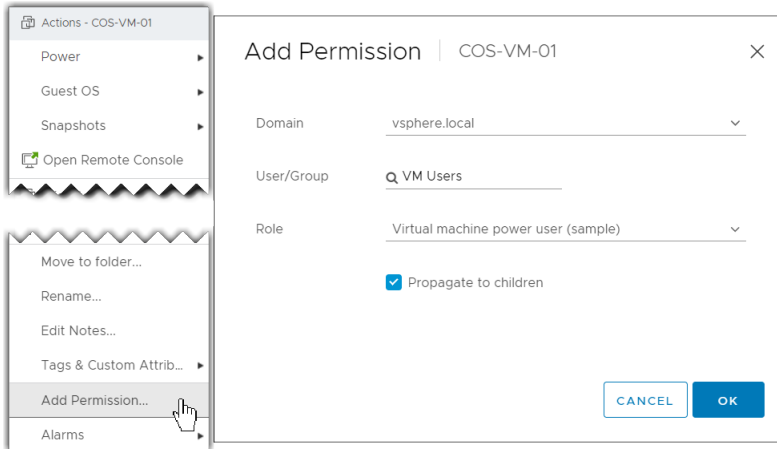 Actions - COS-VM-01
Power
Guest OS
Snapshots
Open Remote Console
Move to folder...
Rename...
Edit Notes...
Tags & Custom Attrib...
Add Permission...
Alarms
Add Permission COS-VM-01
Domain vsphere.local
User/Group VM Users
Role Virtual machine power user (sample)
Propagate to children
CANCEL OK